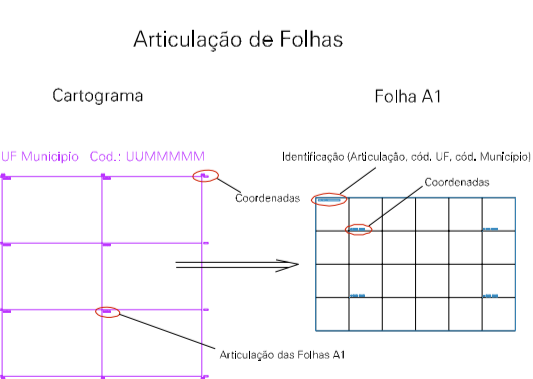 Articulação de Folhas
Cartograma
Folha A1
UF Municipio Cod.: UUMMMMM
Identificação (Articulação, cód. UF, cód. Município)
Coordenadas
Coordenadas
Articulação das Folhas A1